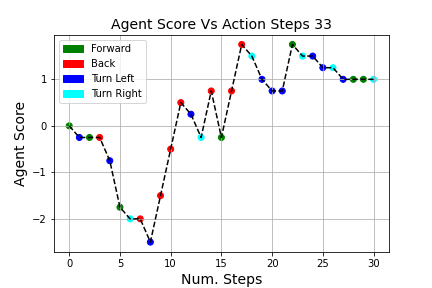 Agent Score Vs Action Steps 33
Forward
Back
Turn Left
Turn Right
Agent Score
1
0
−1
−2
0 5 10 15 20 25 30
Num. Steps